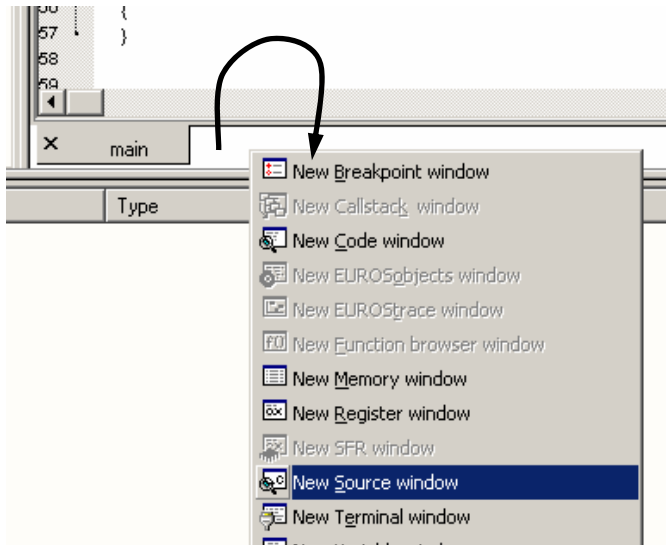 56 {
57 }
58
59
× main
Type
New Breakpoint window
New Callstack window
New Code window
New EUROSobjects window
New EUROStrace window
New Function browser window
New Memory window
New Register window
New SFR window
New Source window
New Terminal window